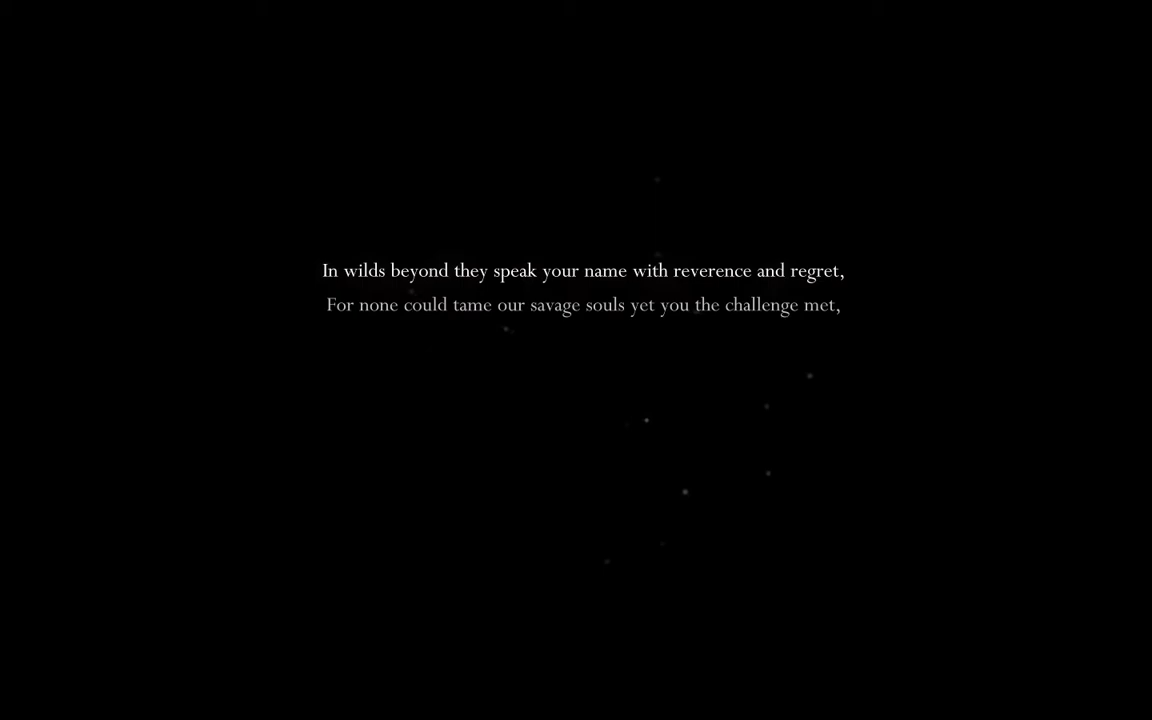 In wilds beyond they speak your name with reverence and regret,
For none could tame our savage souls yet you the challenge met,